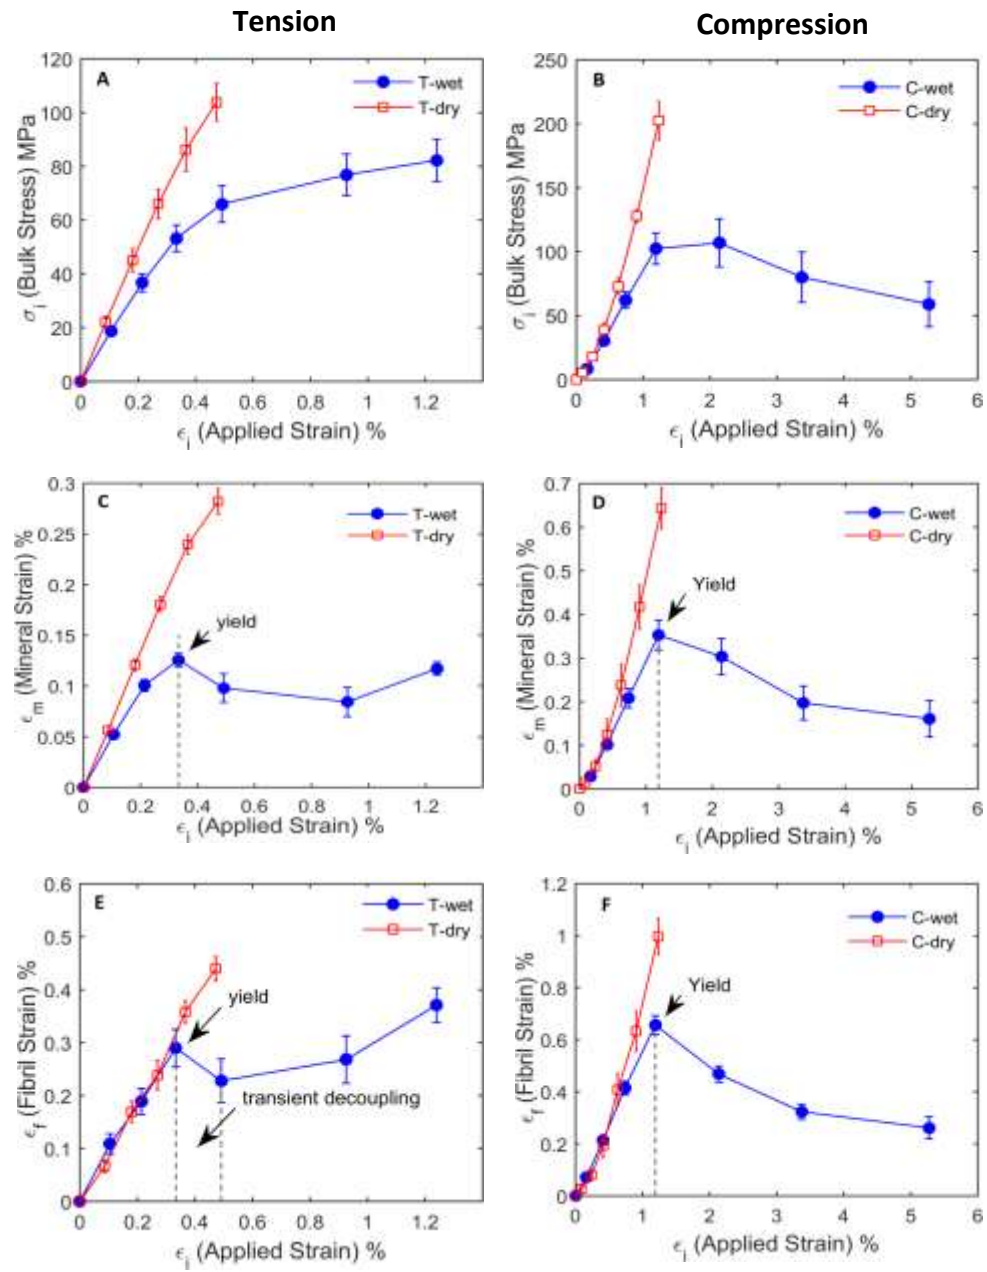 Tension
Compression
A
T-wet
T-dry
120
100
80
60
40
20
0
σi (Bulk Stress) MPa
0 0.2 0.4 0.6 0.8 1 1.2
ϵi (Applied Strain) %
B
C-wet
C-dry
250
200
150
100
50
0
σi (Bulk Stress) MPa
0 1 2 3 4 5 6
ϵi (Applied Strain) %
C
T-wet
T-dry
yield
0.3
0.25
0.2
0.15
0.1
0.05
0
ϵm (Mineral Strain) %
0 0.2 0.4 0.6 0.8 1 1.2
ϵi (Applied Strain) %
D
C-wet
C-dry
Yield
0.7
0.6
0.5
0.4
0.3
0.2
0.1
0
ϵm (Mineral Strain) %
0 1 2 3 4 5 6
ϵi (Applied Strain) %
E
T-wet
T-dry
yield
transient decoupling
0.6
0.5
0.4
0.3
0.2
0.1
0
ϵf (Fibril Strain) %
0 0.2 0.4 0.6 0.8 1 1.2
ϵi (Applied Strain) %
F
C-wet
C-dry
Yield
1.2
1
0.8
0.6
0.4
0.2
0
ϵf (Fibril Strain) %
0 1 2 3 4 5 6
ϵi (Applied Strain) %